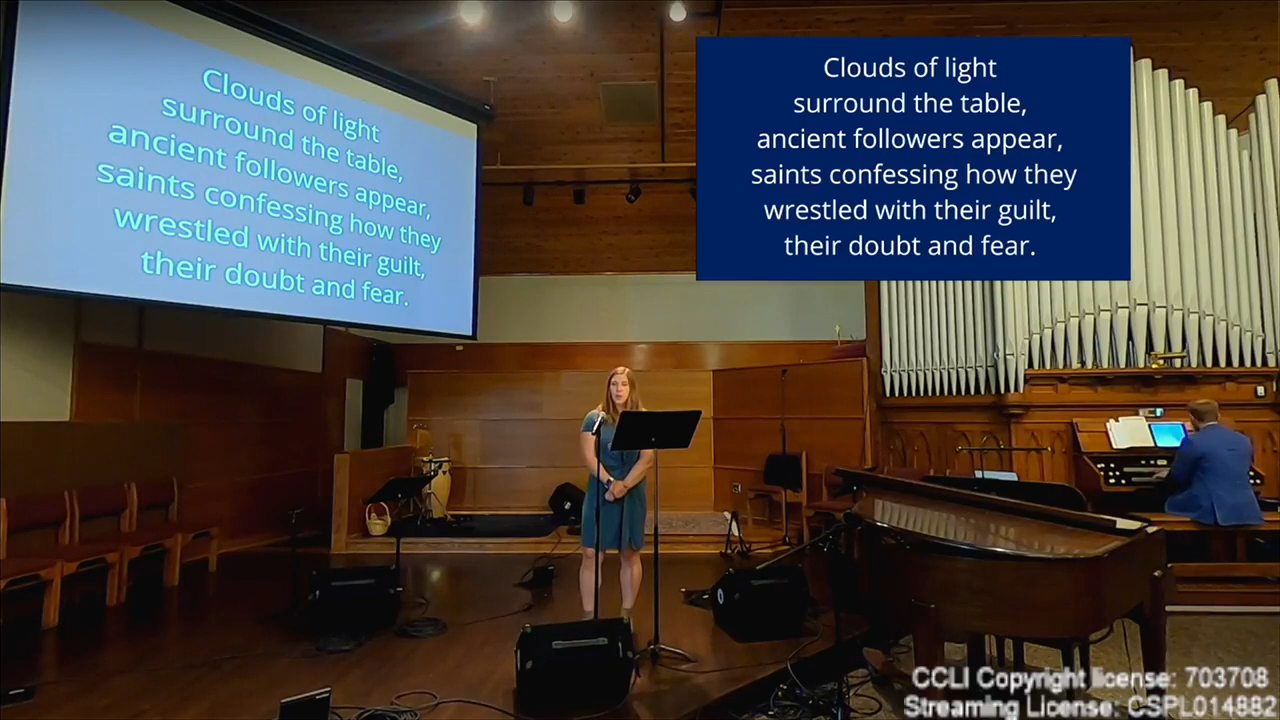 Clouds of light
surround the table,
ancient followers appear,
saints confessing how they
wrestled with their guilt,
their doubt and fear.
Clouds of light
surround the table,
ancient followers appear,
saints confessing how they
wrestled with their guilt,
their doubt and fear.
CCLI Copyright license: 703708
Streaming License: CSPL014882